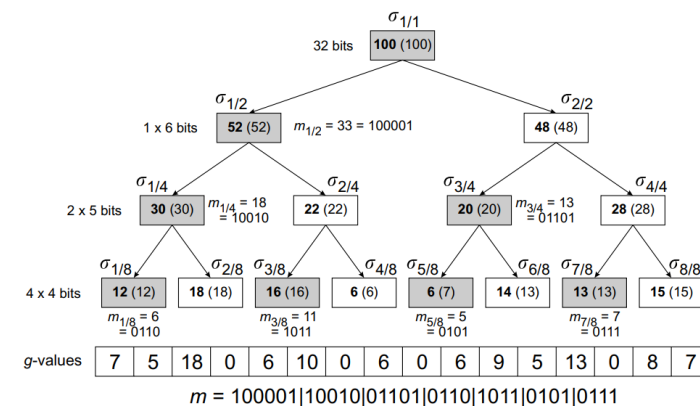 σ1/1
32 bits 100 (100)
σ1/2 σ2/2
1 x 6 bits 52 (52) m1/2 = 33 = 100001 48 (48)
σ1/4 σ2/4 σ3/4 σ4/4
2 x 5 bits 30 (30) m1/4 = 18 = 10010 22 (22) 20 (20) m3/4 = 13 = 01101 28 (28)
σ1/8 σ2/8 σ3/8 σ4/8 σ5/8 σ6/8 σ7/8 σ8/8
4 x 4 bits 12 (12) 18 (18) 16 (16) 6 (6) 6 (7) 14 (13) 13 (13) 15 (15)
m1/8 = 6 m3/8 = 11 m5/8 = 5 m7/8 = 7
= 0110 = 1011 = 0101 = 0111
g-values 7 5 18 0 6 10 0 6 0 6 9 5 13 0 8 7
m = 100001|10010|01101|0110|1011|0101|0111